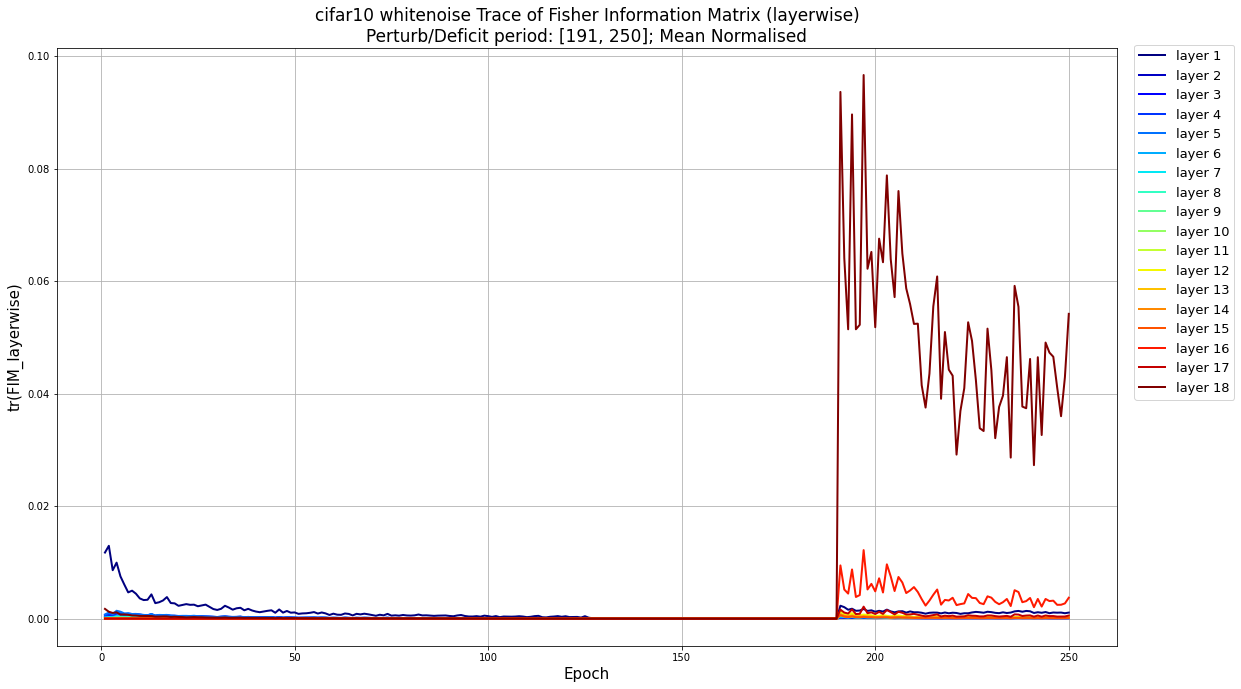 cifar10 whitenoise Trace of Fisher Information Matrix (layerwise)
Perturb/Deficit period: [191, 250]; Mean Normalised
tr(FIM_layerwise)
0.10
0.08
0.06
0.04
0.02
0.00
0
50
100
150
200
250
Epoch
layer 1
layer 2
layer 3
layer 4
layer 5
layer 6
layer 7
layer 8
layer 9
layer 10
layer 11
layer 12
layer 13
layer 14
layer 15
layer 16
layer 17
layer 18